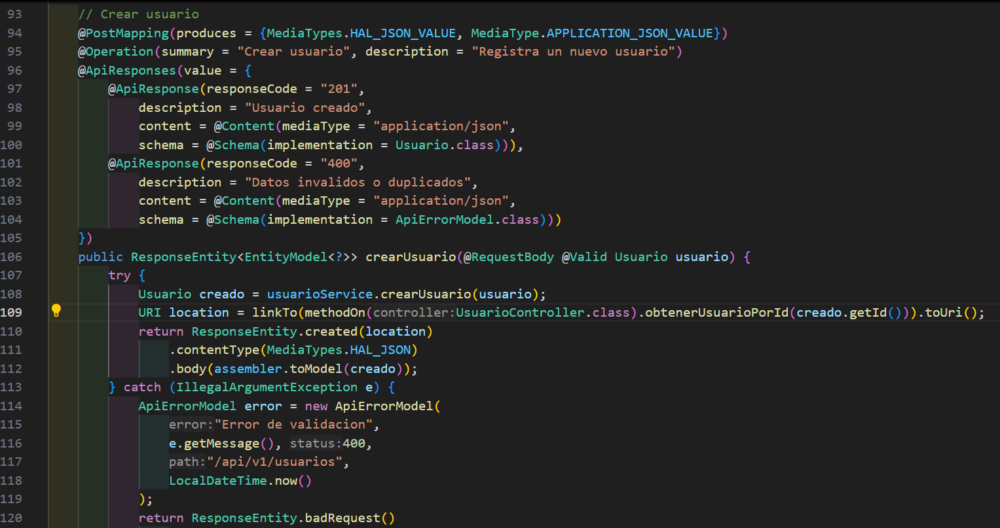 93 // Crear usuario
94 @PostMapping(produces = {MediaTypes.HAL_JSON_VALUE, MediaType.APPLICATION_JSON_VALUE})
95 @Operation(summary = "Crear usuario", description = "Registra un nuevo usuario")
96 @ApiResponses(value = {
97 @ApiResponse(responseCode = "201",
98 description = "Usuario creado",
99 content = @Content(mediaType = "application/json",
100 schema = @Schema(implementation = Usuario.class))),
101 @ApiResponse(responseCode = "400",
102 description = "Datos invalidos o duplicados",
103 content = @Content(mediaType = "application/json",
104 schema = @Schema(implementation = ApiErrorModel.class)))
105 })
106 public ResponseEntity<EntityModel<?>> crearUsuario(@RequestBody @Valid Usuario usuario) {
107 try {
108 Usuario creado = usuarioService.crearUsuario(usuario);
109 URI location = linkTo(methodOn(controller:UsuarioController.class).obtenerUsuarioPorId(creado.getId())).toUri();
110 return ResponseEntity.created(location)
111 .contentType(MediaTypes.HAL_JSON)
112 .body(assembler.toModel(creado));
113 } catch (IllegalArgumentException e) {
114 ApiErrorModel error = new ApiErrorModel(
115 error:"Error de validacion",
116 e.getMessage(), status:400,
117 path:"/api/v1/usuarios",
118 LocalDateTime.now()
119 );
120 return ResponseEntity.badRequest()